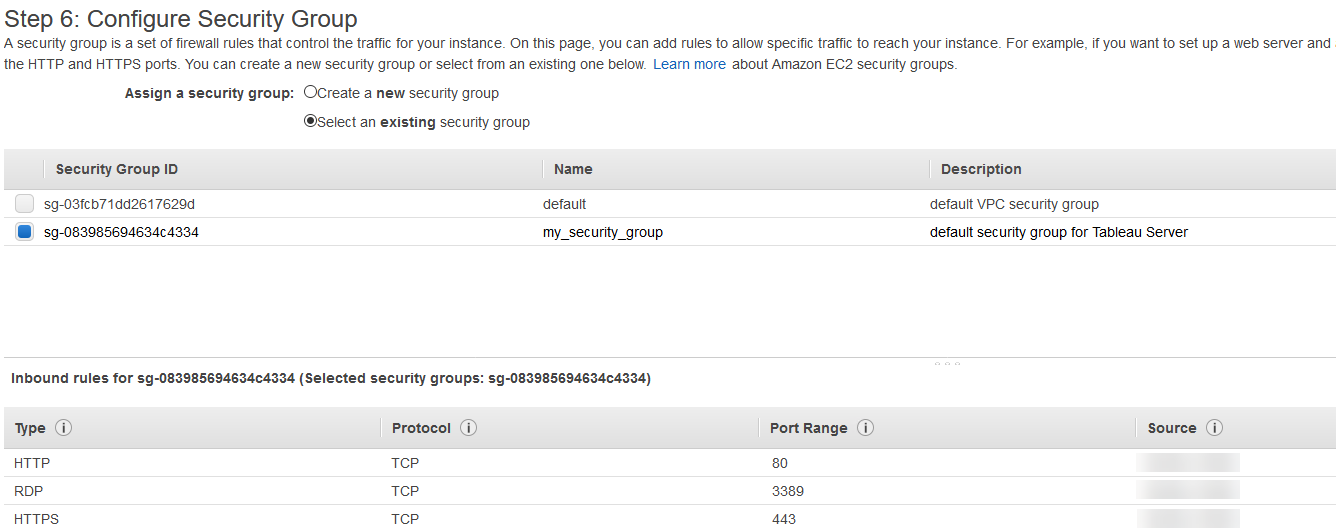 Step 6: Configure Security Group
A security group is a set of firewall rules that control the traffic for your instance. On this page, you can add rules to allow specific traffic to reach your instance. For example, if you want to set up a web server and
the HTTP and HTTPS ports. You can create a new security group or select from an existing one below. Learn more about Amazon EC2 security groups.
Assign a security group: Create a new security group
Select an existing security group
Security Group ID Name Description
sg-03fcb71dd2617629d default default VPC security group
sg-083985694634c4334 my_security_group default security group for Tableau Server
Inbound rules for sg-083985694634c4334 (Selected security groups: sg-083985694634c4334)
Type Protocol Port Range Source
HTTP TCP 80
RDP TCP 3389
HTTPS TCP 443